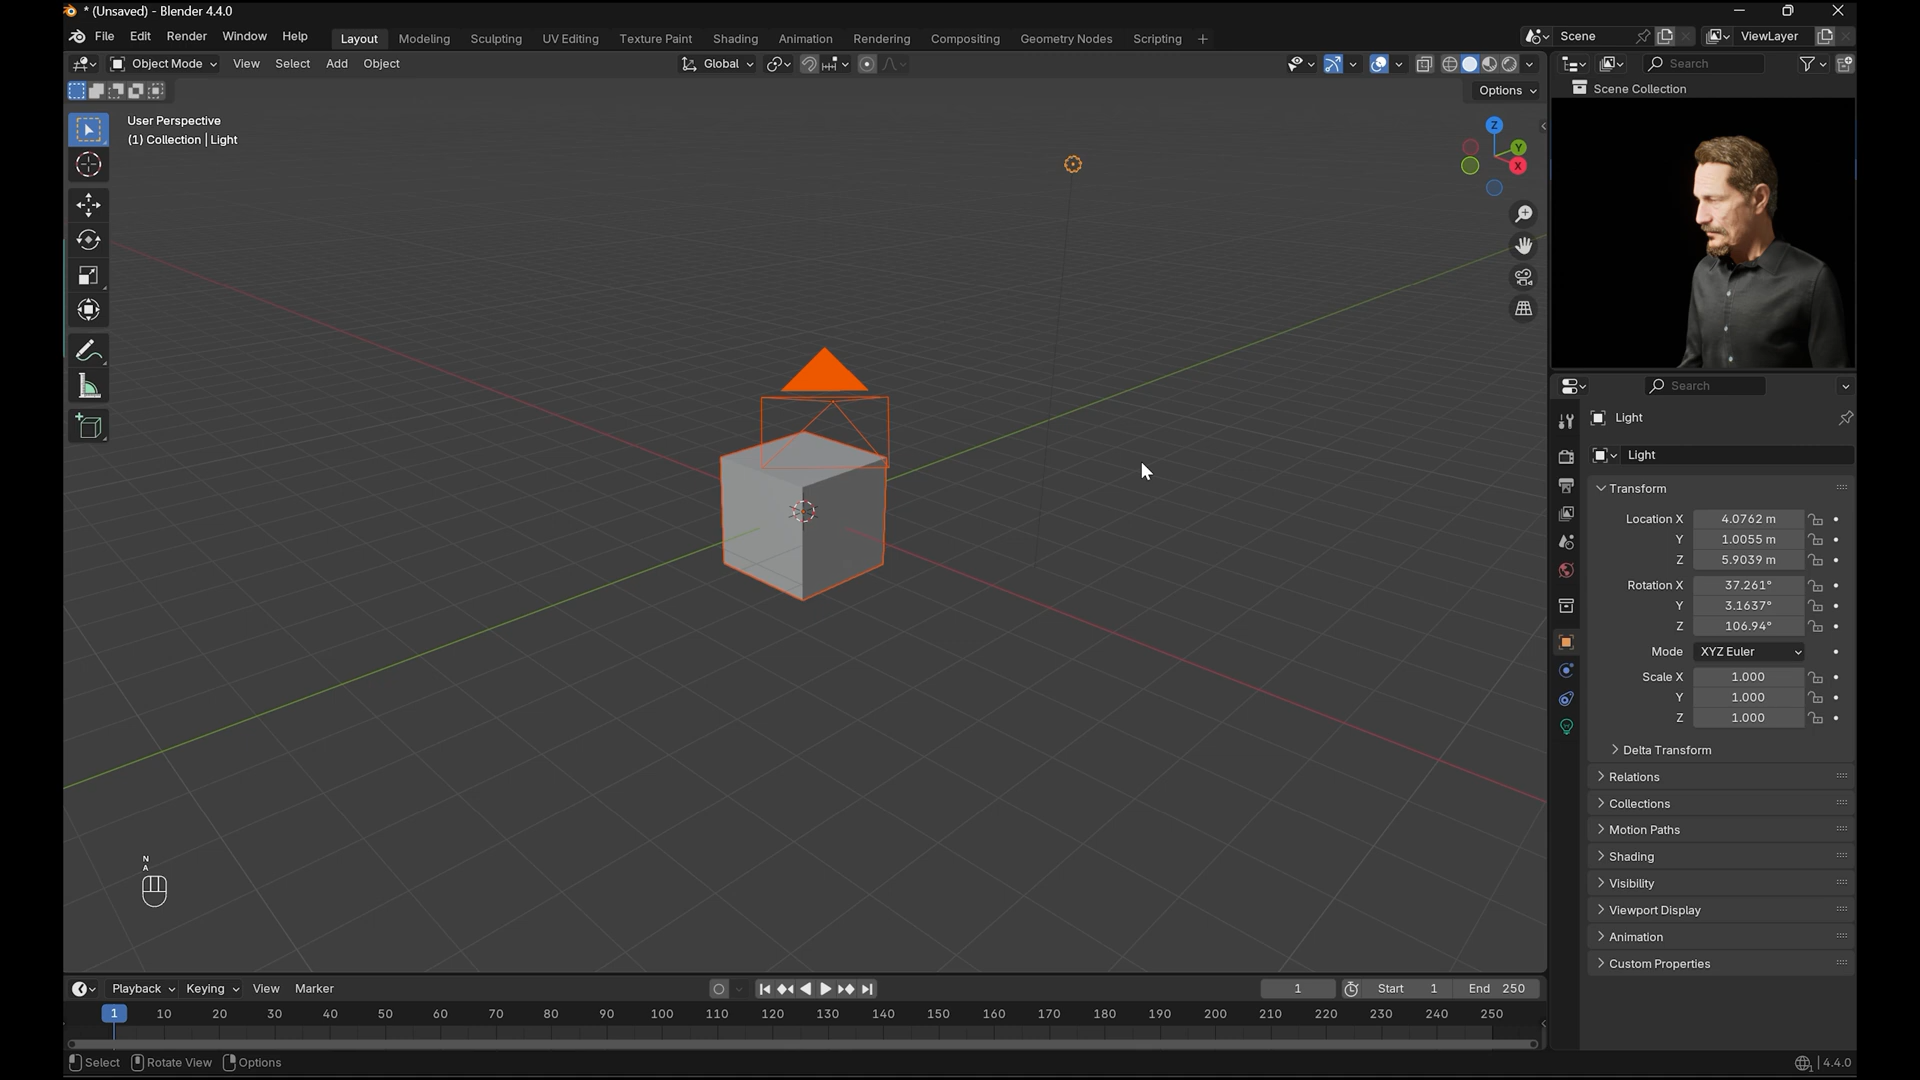 * (Unsaved) - Blender 4.4.0
File Edit Render Window Help Layout Modeling Sculpting UV Editing Texture Paint Shading Animation Rendering Compositing Geometry Nodes Scripting + Scene ViewLayer
Object Mode View Select Add Object Global Search
Options Scene Collection
User Perspective
(1) Collection | Light
Z
Y
X
Search
Light
Light
Transform
Location X 4.0762 m
Y 1.0055 m
Z 5.9039 m
Rotation X 37.261°
Y 3.1637°
Z 106.94°
Mode XYZ Euler
Scale X 1.000
Y 1.000
Z 1.000
Delta Transform
Relations
Collections
Motion Paths
Shading
Visibility
Viewport Display
Animation
Custom Properties
N
A
Playback Keying View Marker 1 Start 1 End 250
1 10 20 30 40 50 60 70 80 90 100 110 120 130 140 150 160 170 180 190 200 210 220 230 240 250
Select Rotate View Options 4.4.0